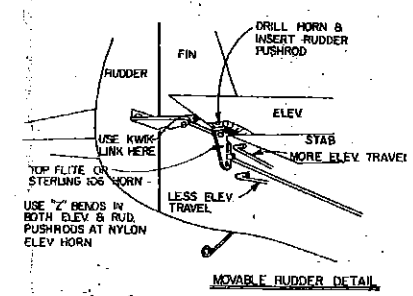 DRILL HORN &
INSERT RUDDER
PUSHROD
FIN
RUDDER
ELEV.
STAB
USE KWIK-
LINK HERE
MORE ELEV. TRAVEL
TOP FLITE OR
STERLING 106 HORN
LESS ELEV.
TRAVEL
USE "Z" BENDS IN
BOTH ELEV. & RUD.
PUSHRODS AT NYLON
ELEV HORN
MOVABLE RUDDER DETAIL